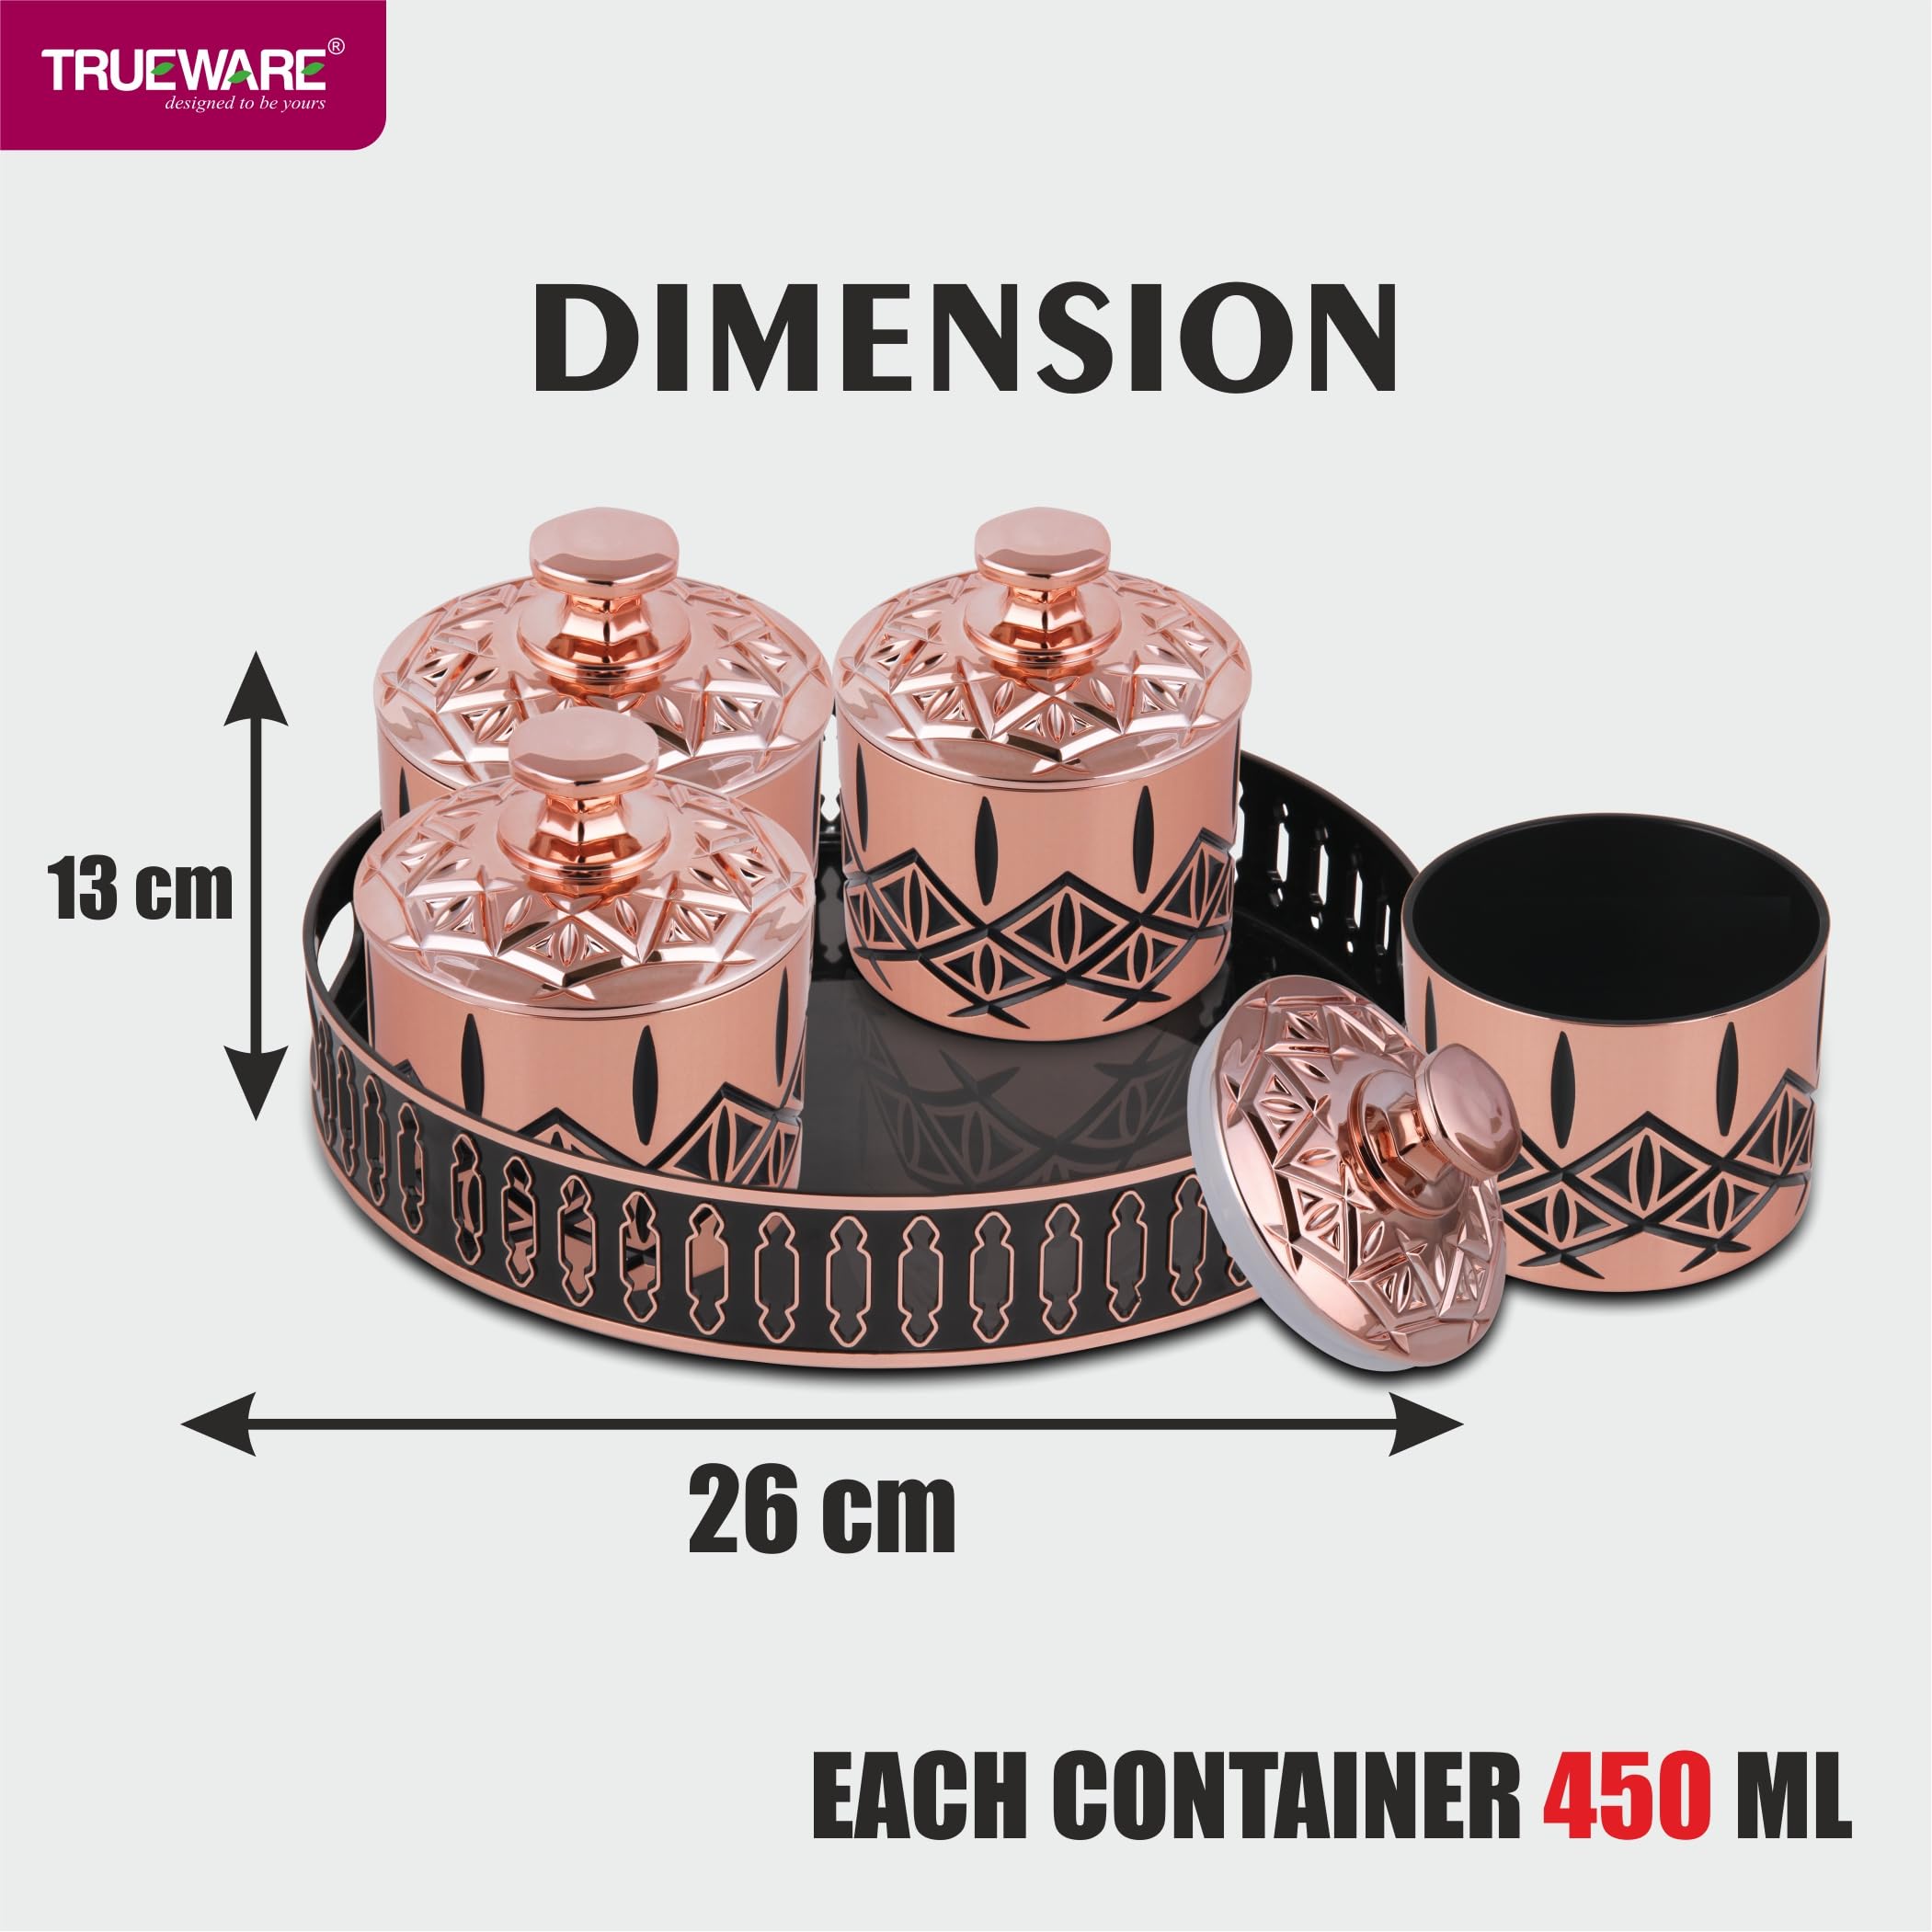 TRUEWARE®
designed to be yours
DIMENSION
13 cm
26 cm
EACH CONTAINER 450 ML